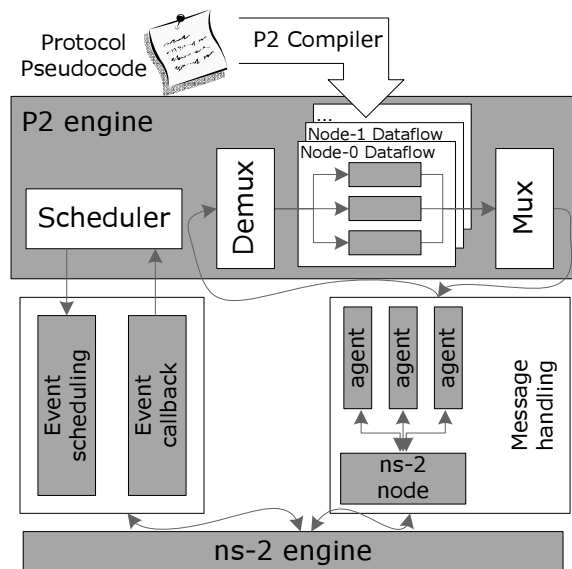 Protocol
Pseudocode
P2 Compiler
P2 engine
...
Node-1 Dataflow
Node-0 Dataflow
Scheduler
Demux
Mux
Event
scheduling
Event
callback
agent
agent
agent
Message
handling
ns-2
node
ns-2 engine